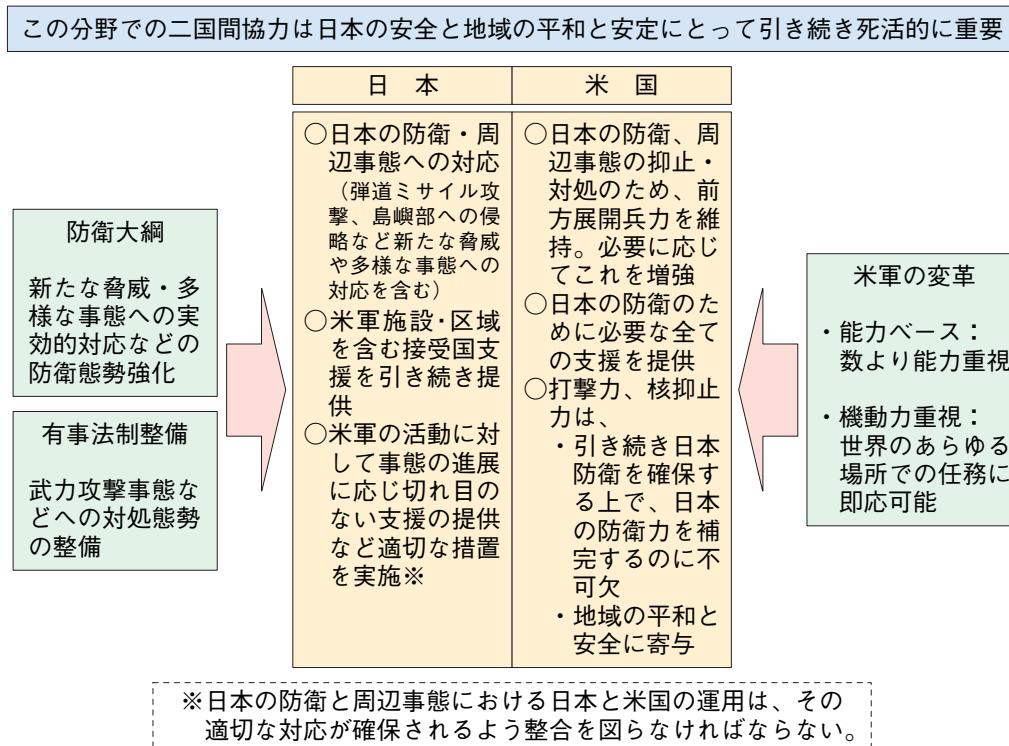 この分野での二国間協力は日本の安全と地域の平和と安定にとって引き続き死活的に重要
防衛大綱
新たな脅威・多
様な事態への実
効的対応などの
防衛態勢強化
有事法制整備
武力攻撃事態な
どへの対処態勢
の整備
日 本
○日本の防衛・周
辺事態への対応
（弾道ミサイル攻
撃、島嶼部への侵
略など新たな脅威
や多様な事態への
対応を含む）
○米軍施設・区域
を含む接受国支
援を引き続き提
供
○米軍の活動に対
して事態の進展
に応じ切れ目の
ない支援の提供
など適切な措置
を実施※
米 国
○日本の防衛、周
辺事態の抑止・
対処のため、前
方展開兵力を維
持。必要に応じ
てこれを増強
○日本の防衛のた
めに必要な全て
の支援を提供
○打撃力、核抑止
力は、
・引き続き日本
防衛を確保す
る上で、日本
の防衛力を補
完するのに不
可欠
・地域の平和と
安全に寄与
米軍の変革
・能力ベース：
数より能力重視
・機動力重視：
世界のあらゆる
場所での任務に
即応可能
※日本の防衛と周辺事態における日本と米国の運用は、その
適切な対応が確保されるよう整合を図らなければならない。